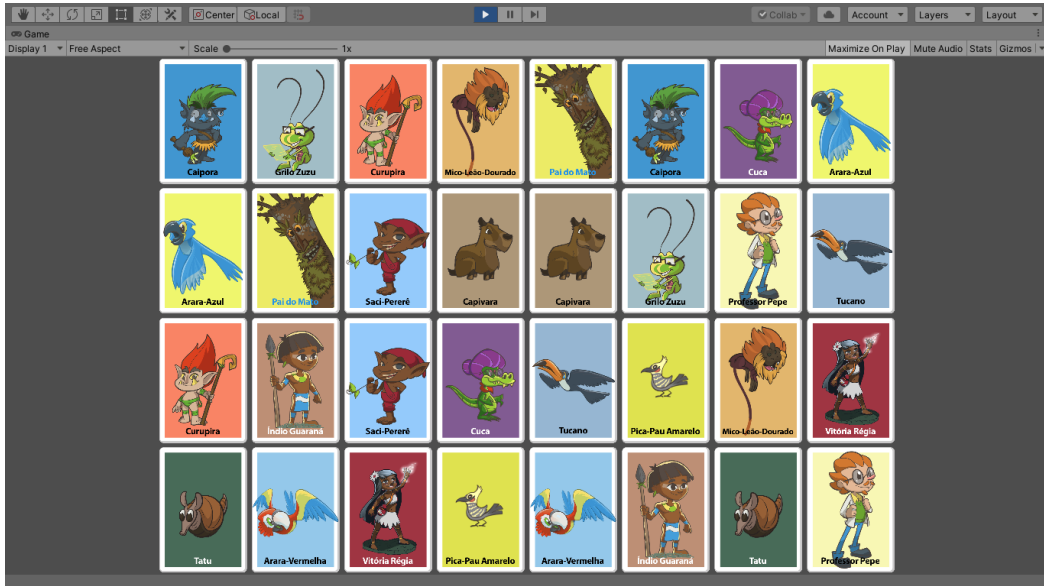 Center Local Collab Account Layers Layout
Game
Display 1 Free Aspect Scale 1x Maximize On Play Mute Audio Stats Gizmos
Caipora
Grilo Zuzu
Curupira
Mico-Leão-Dourado
Pai do Mato
Caipora
Cuca
Arara-Azul
Arara-Azul
Pai do Mato
Saci-Pererê
Capivara
Capivara
Grilo Zuzu
Professor Pepe
Tucano
Curupira
Índio Guaraná
Saci-Pererê
Cuca
Tucano
Pica-Pau Amarelo
Mico-Leão-Dourado
Vitória Régia
Tatu
Arara-Vermelha
Vitória Régia
Pica-Pau Amarelo
Arara-Vermelha
Índio Guaraná
Tatu
Professor Pepe